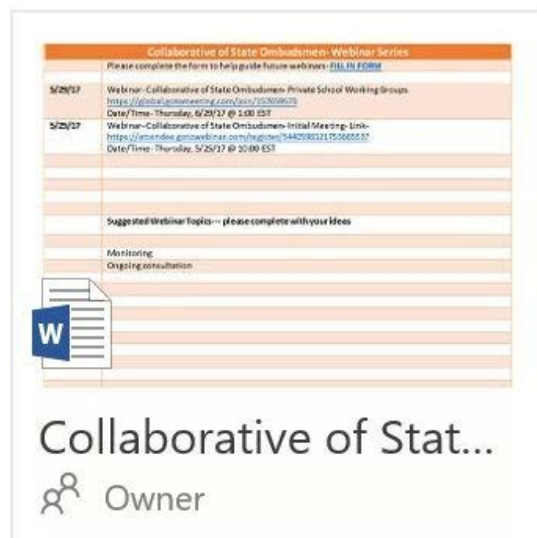 Collaborative of State Ombudsmen- Webinar Series
Please complete the form to help guide future webinars- FILL IN FORM
5/29/17 Webinar- Collaborative of State Ombudsmen- Private School Working Groups
Date/Time- Thursday, 6/29/17 @ 1:00 EST
5/25/17 Webinar- Collaborative of State Ombudsmen- Initial Meeting- Link-
Date/Time- Thursday, 5/25/17 @ 10:00 EST
Suggested Webinar Topics--- please complete with your ideas
Monitoring
Ongoing consultation
W
Collaborative of Stat...
Owner